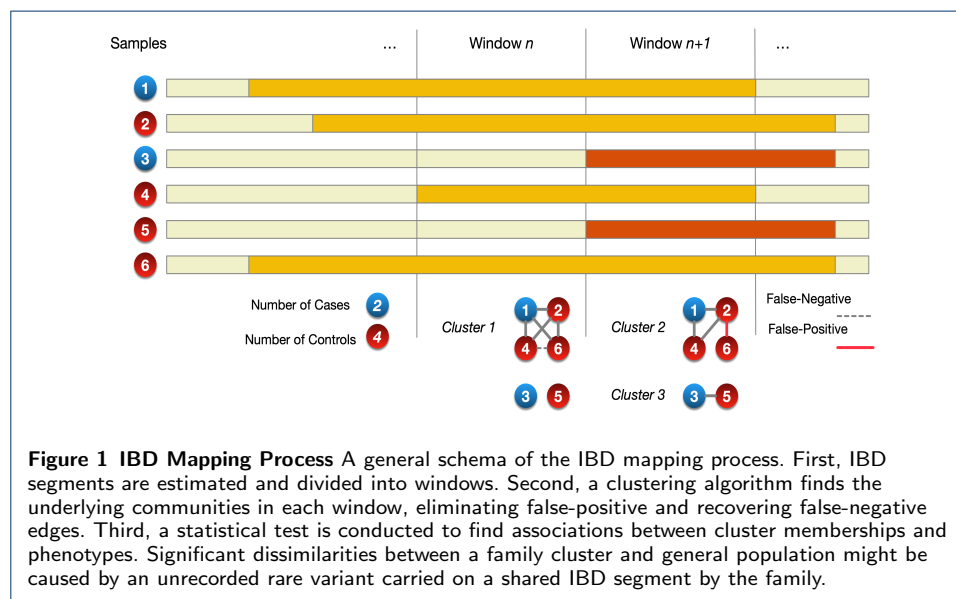 Samples ... Window n Window n+1 ...
1
2
3
4
5
6
Number of Cases 2
Number of Controls 4
Cluster 1
1 2
4 6
3 5
Cluster 2
1 2
4 6
Cluster 3
3 5
False-Negative
False-Positive
Figure 1 IBD Mapping Process A general schema of the IBD mapping process. First, IBD
segments are estimated and divided into windows. Second, a clustering algorithm finds the
underlying communities in each window, eliminating false-positive and recovering false-negative
edges. Third, a statistical test is conducted to find associations between cluster memberships and
phenotypes. Significant dissimilarities between a family cluster and general population might be
caused by an unrecorded rare variant carried on a shared IBD segment by the family.